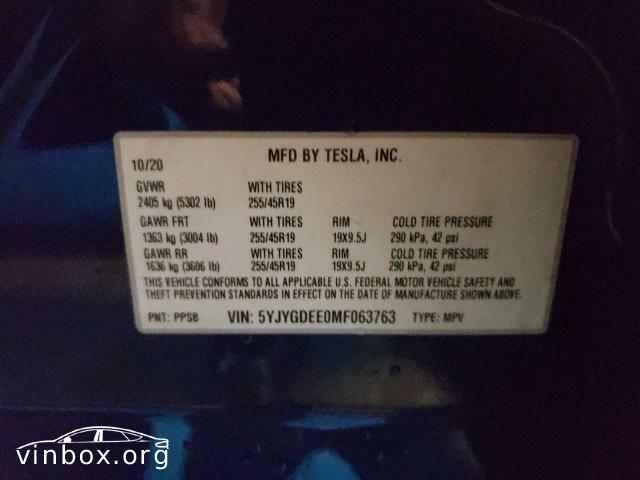 MFD BY TESLA, INC.
10/20
GVWR WITH TIRES
2405 kg (5302 lb) 255/45R19
GAWR FRT WITH TIRES RIM COLD TIRE PRESSURE
1363 kg (3004 lb) 255/45R19 19X9.5J 290 kPa, 42 psi
GAWR RR WITH TIRES RIM COLD TIRE PRESSURE
1636 kg (3606 lb) 255/45R19 19X9.5J 290 kPa, 42 psi
THIS VEHICLE CONFORMS TO ALL APPLICABLE U.S. FEDERAL MOTOR VEHICLE SAFETY AND
THEFT PREVENTION STANDARDS IN EFFECT ON THE DATE OF MANUFACTURE SHOWN ABOVE.
PNT: PPSB VIN: 5YJYGDEE0MF063763 TYPE: MPV
vinbox.org